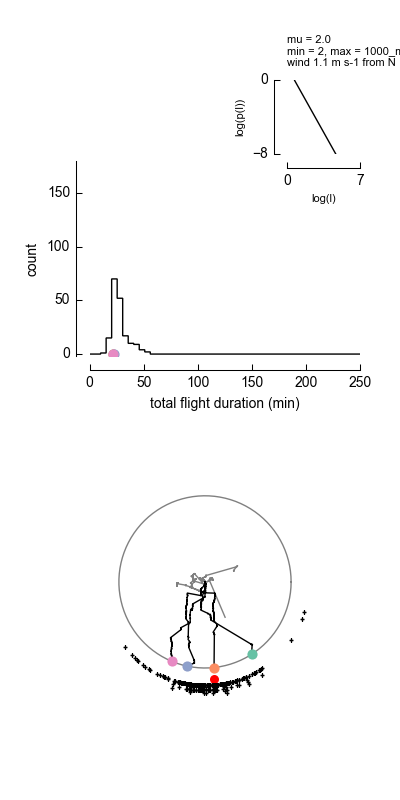 mu = 2.0
min = 2, max = 1000_m
wind 1.1 m s-1 from N
0
−8
log(p(l))
0
7
log(l)
150
100
50
0
count
0
50
100
150
200
250
total flight duration (min)